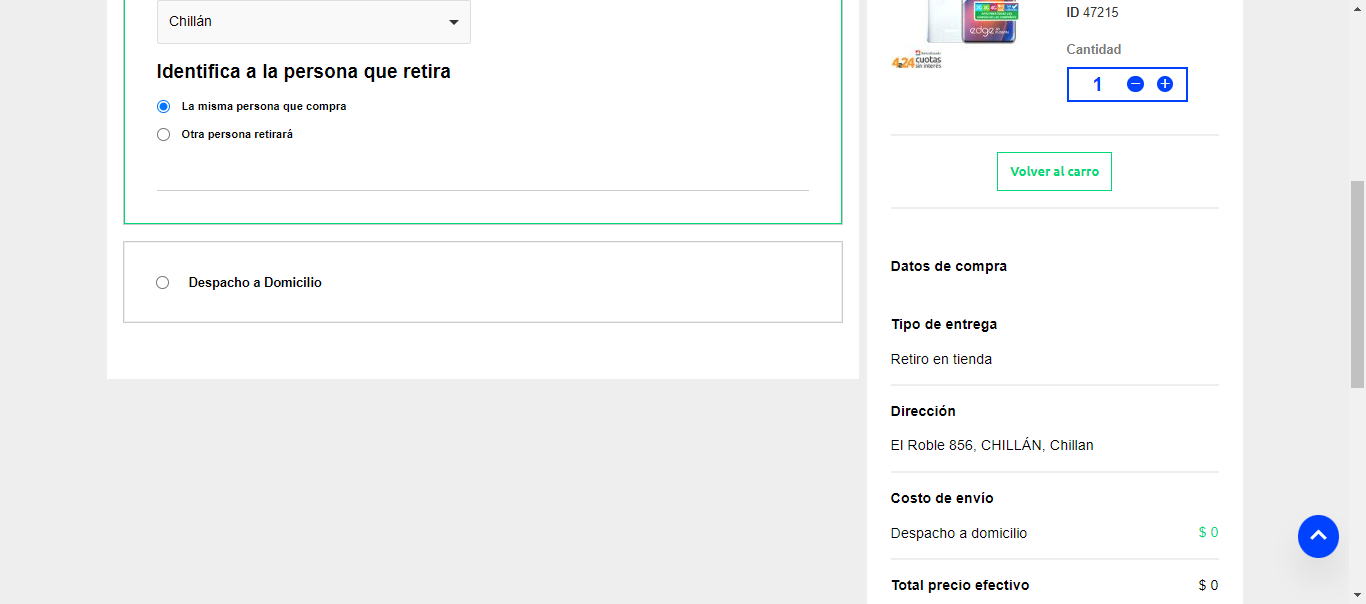 Chillán
Identifica a la persona que retira
La misma persona que compra
Otra persona retirará
Despacho a Domicilio
edge
4a24 cuotas
sin interés
ID 47215
Cantidad
1
Volver al carro
Datos de compra
Tipo de entrega
Retiro en tienda
Dirección
El Roble 856, CHILLÁN, Chillan
Costo de envío
Despacho a domicilio $ 0
Total precio efectivo $ 0